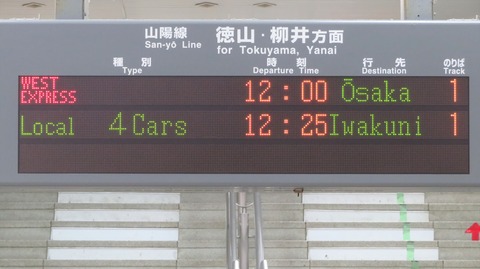 山陽線 徳山・柳井方面
San-yō Line for Tokuyama, Yanai
種別 時刻 行先 のりば
Type Departure Time Destination Track
WEST EXPRESS 12:00 Ōsaka 1
Local 4 Cars 12:25 Iwakuni 1